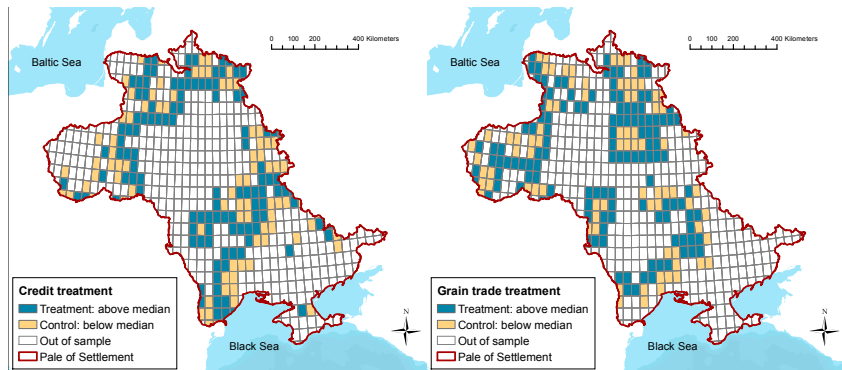 Baltic Sea
0 100 200 400 Kilometers
Credit treatment
Treatment: above median
Control: below median
Out of sample
Pale of Settlement
Black Sea
N
Baltic Sea
0 100 200 400 Kilometers
Grain trade treatment
Treatment: above median
Control: below median
Out of sample
Pale of Settlement
Black Sea
N